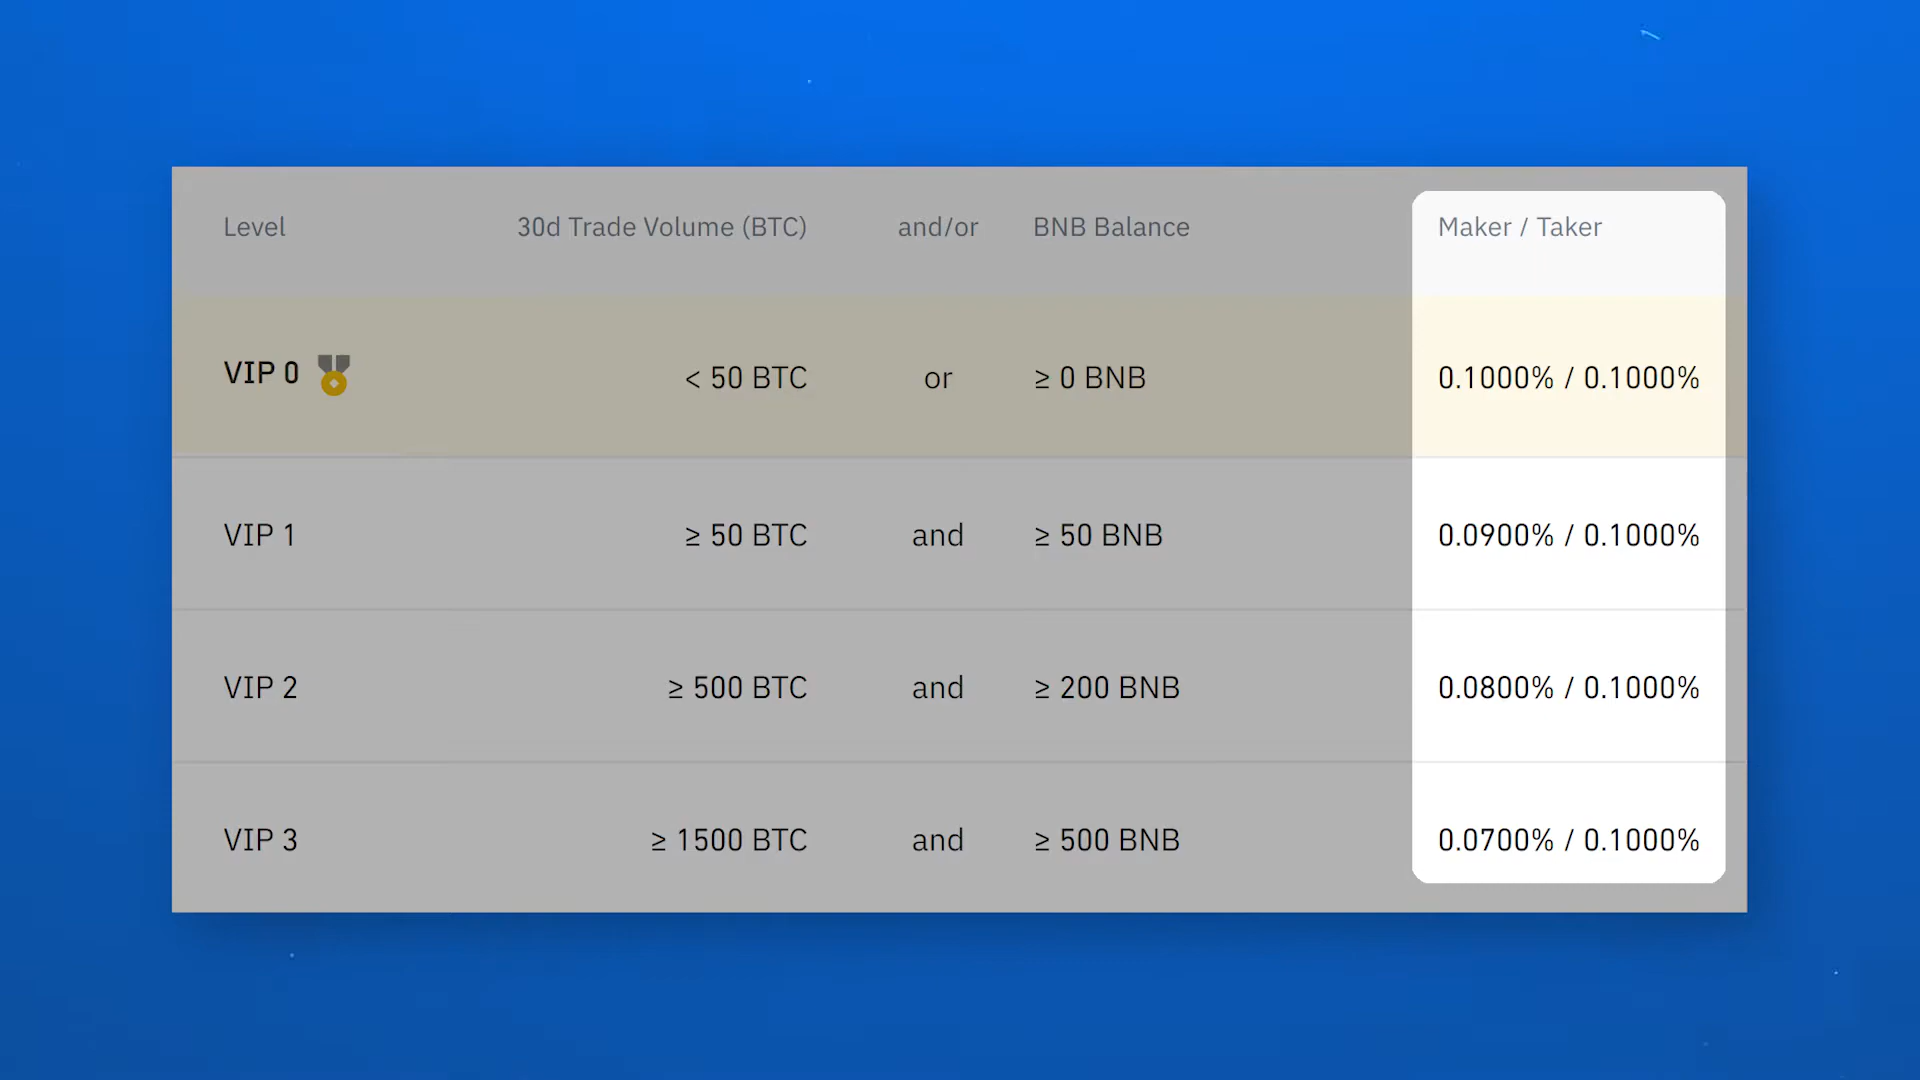 Level 30d Trade Volume (BTC) and/or BNB Balance Maker / Taker
VIP 0 < 50 BTC or ≥ 0 BNB 0.1000% / 0.1000%
VIP 1 ≥ 50 BTC and ≥ 50 BNB 0.0900% / 0.1000%
VIP 2 ≥ 500 BTC and ≥ 200 BNB 0.0800% / 0.1000%
VIP 3 ≥ 1500 BTC and ≥ 500 BNB 0.0700% / 0.1000%